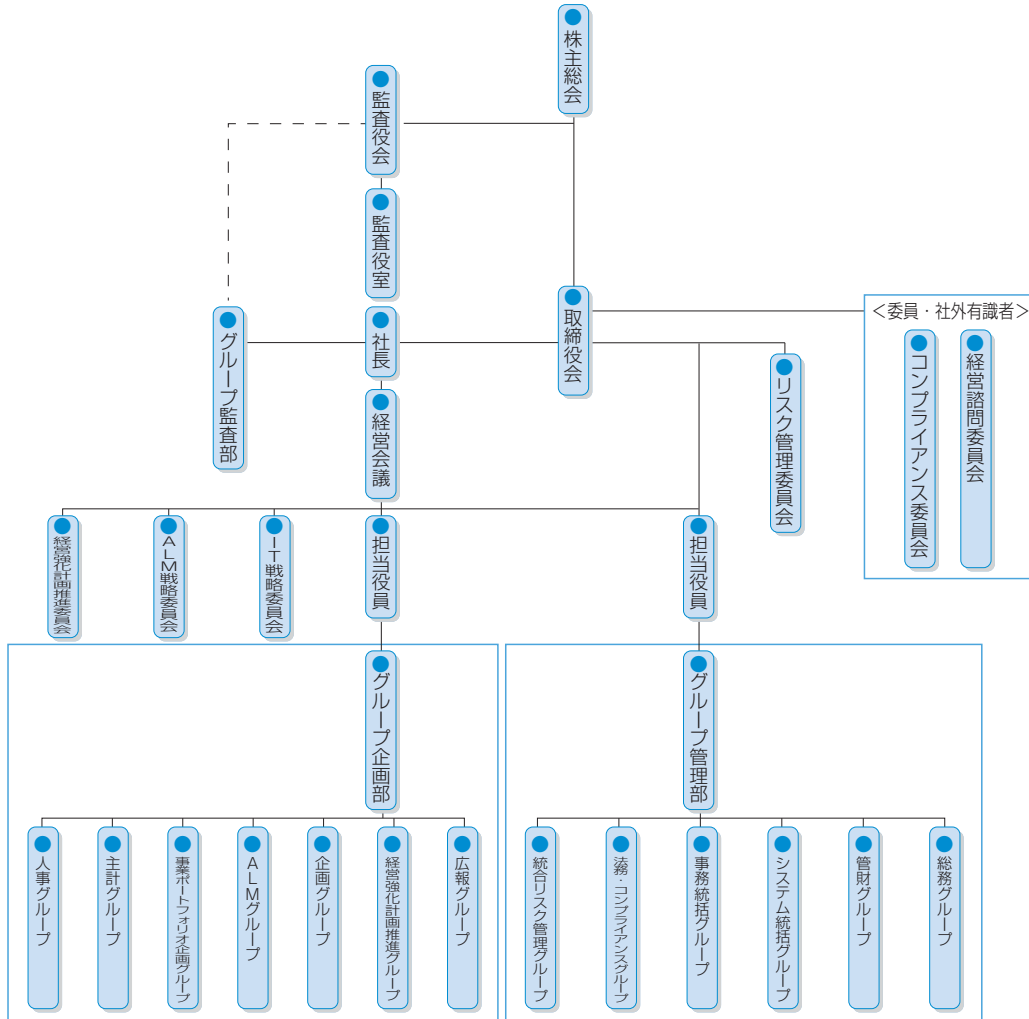 株主総会
監査役会
監査役室
取締役会
＜委員・社外有識者＞
グループ監査部
社長
経営会議
リスク管理委員会
コンプライアンス委員会
経営諮問委員会
経営強化計画推進委員会
ＡＬＭ戦略委員会
ＩＴ戦略委員会
担当役員
担当役員
グループ企画部
グループ管理部
人事グループ
主計グループ
事業ポートフォリオ企画グループ
ＡＬＭグループ
企画グループ
経営強化計画推進グループ
広報グループ
統合リスク管理グループ
法務・コンプライアンスグループ
事務統括グループ
システム統括グループ
管財グループ
総務グループ